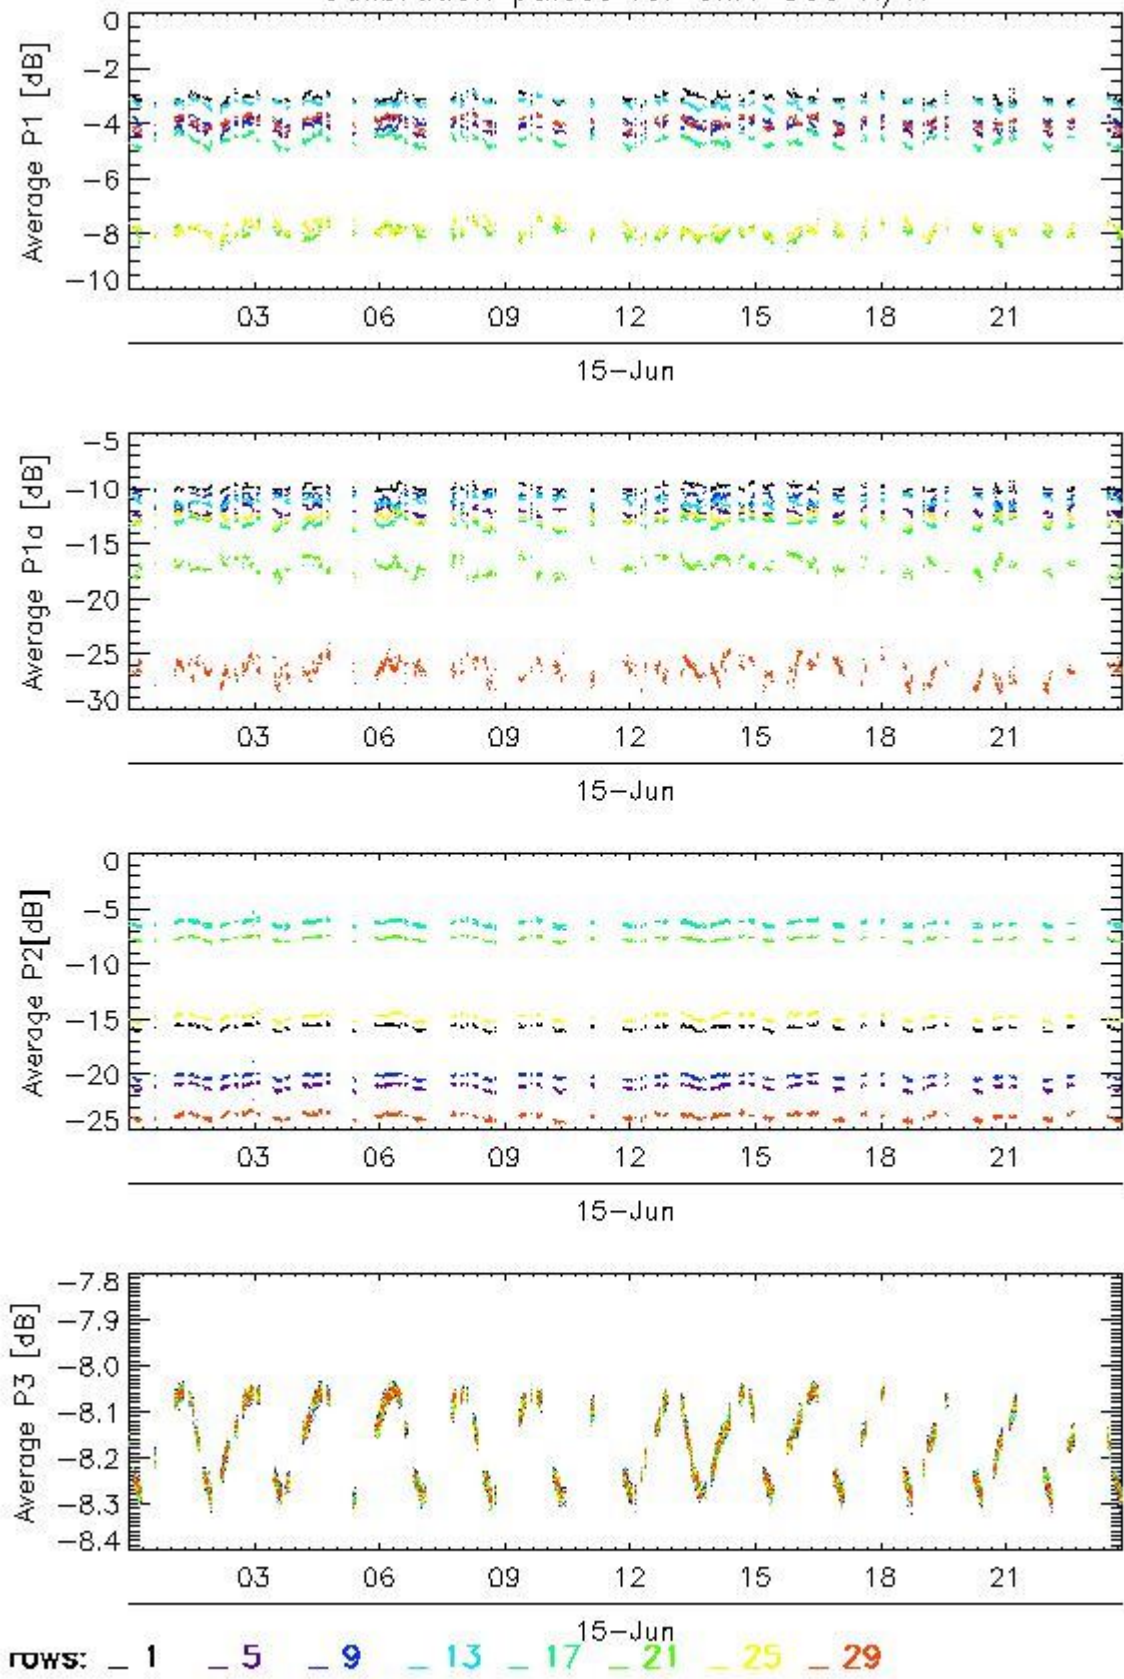 Average P1 [dB]
0
−2
−4
−6
−8
−10
03 06 09 12 15 18 21
15−Jun
Average P1a [dB]
−5
−10
−15
−20
−25
−30
03 06 09 12 15 18 21
15−Jun
Average P2[dB]
0
−5
−10
−15
−20
−25
03 06 09 12 15 18 21
15−Jun
Average P3 [dB]
−7.8
−7.9
−8.0
−8.1
−8.2
−8.3
−8.4
03 06 09 12 15 18 21
15−Jun
rows: _ 1 _ 5 _ 9 _ 13 _ 17 _ 21 _ 25 _ 29